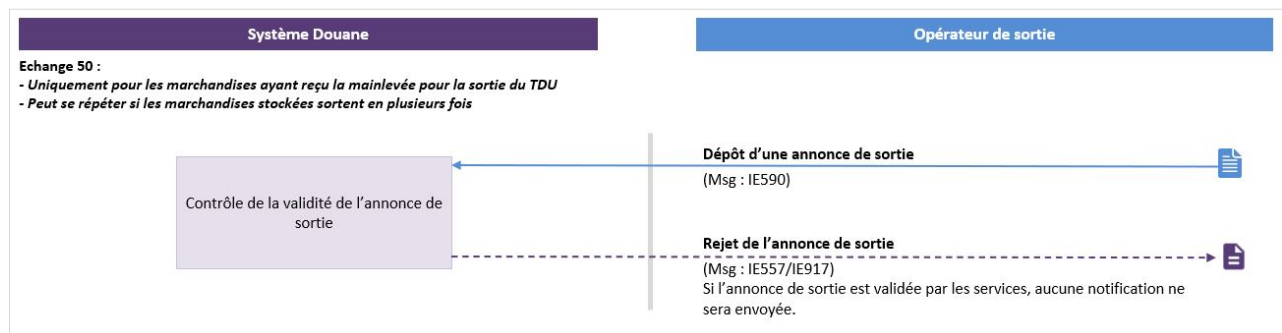 Système Douane
Opérateur de sortie
Echange 50 :
- Uniquement pour les marchandises ayant reçu la mainlevée pour la sortie du TDU
- Peut se répéter si les marchandises stockées sortent en plusieurs fois
Dépôt d’une annonce de sortie
(Msg : IE590)
Contrôle de la validité de l’annonce de
sortie
Rejet de l’annonce de sortie
(Msg : IE557/IE917)
Si l’annonce de sortie est validée par les services, aucune notification ne
sera envoyée.